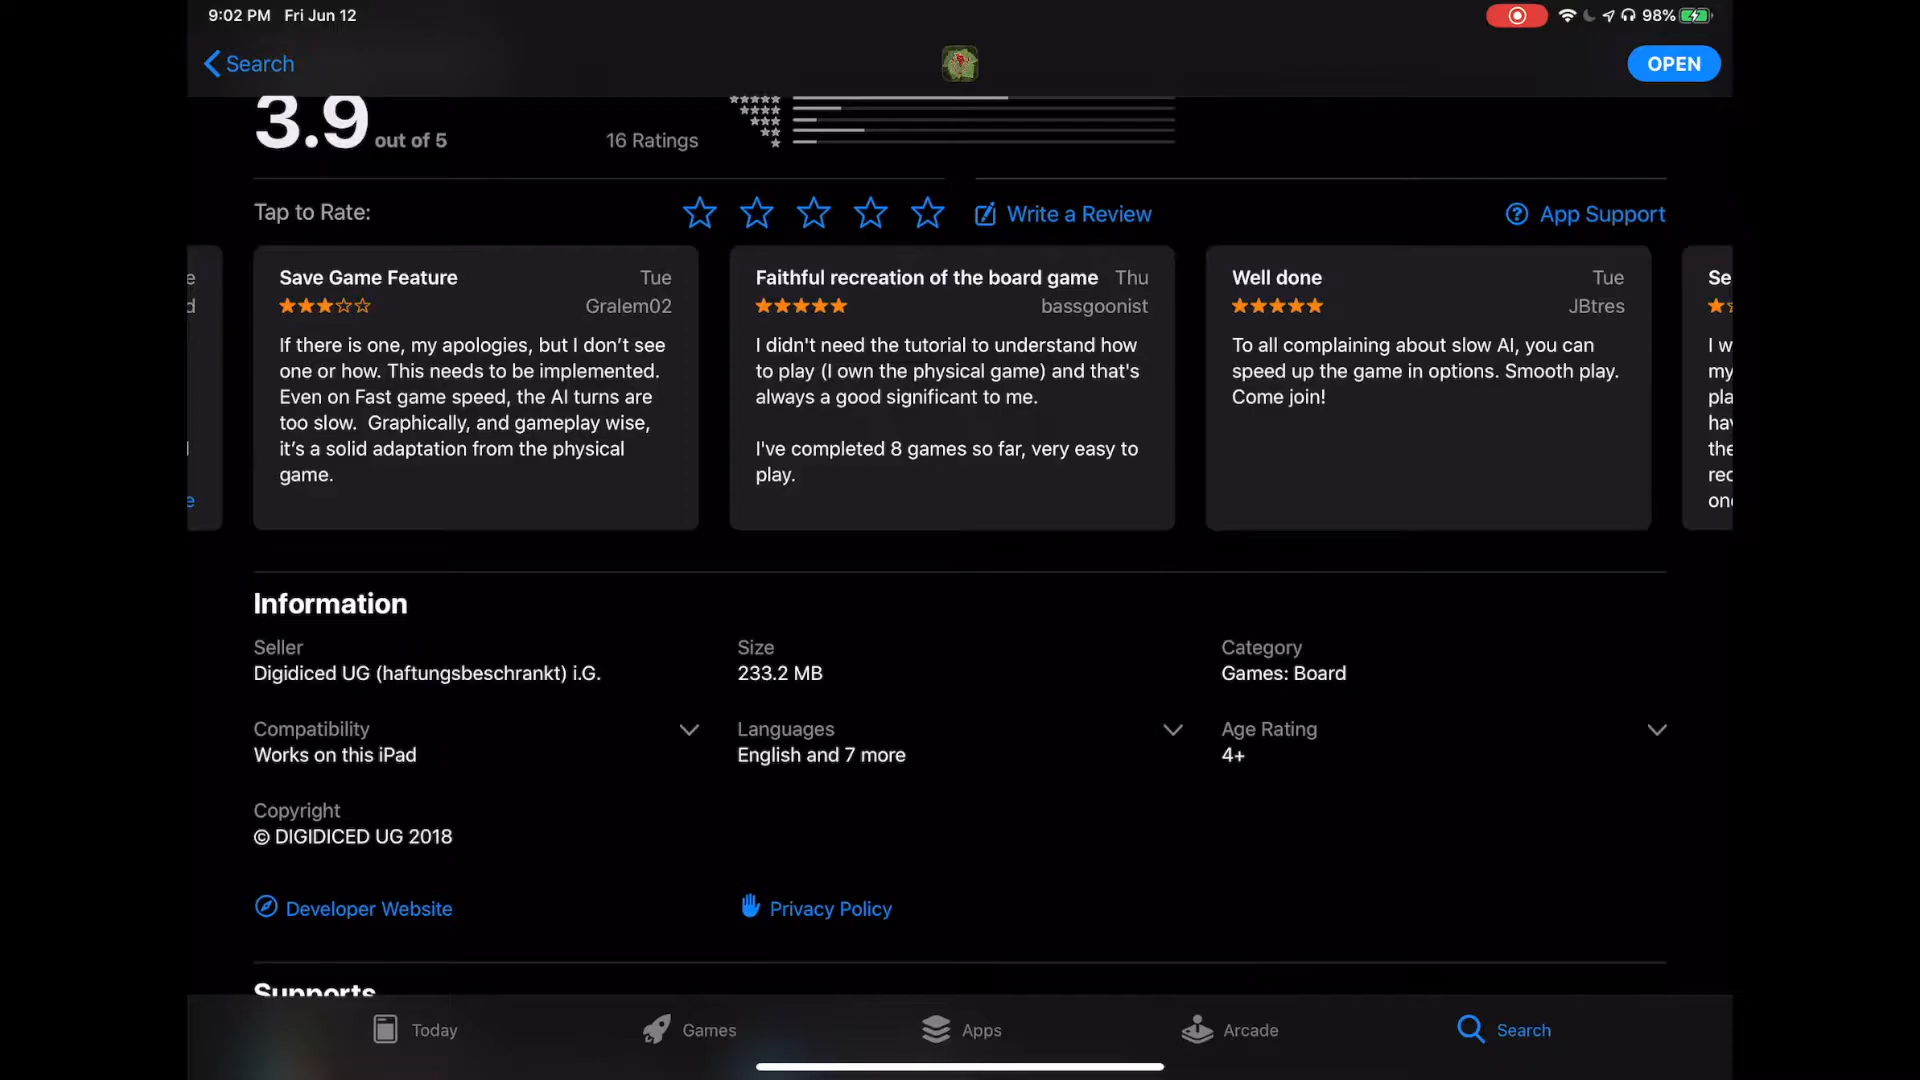 9:02 PM Fri Jun 12
98%
Search
OPEN
3.9 out of 5
16 Ratings
Tap to Rate:
Write a Review
App Support
Save Game Feature
Tue
Gralem02
If there is one, my apologies, but I don’t see
one or how. This needs to be implemented.
Even on Fast game speed, the AI turns are
too slow. Graphically, and gameplay wise,
it’s a solid adaptation from the physical
game.
Faithful recreation of the board game
Thu
bassgoonist
I didn't need the tutorial to understand how
to play (I own the physical game) and that's
always a good significant to me.
I've completed 8 games so far, very easy to
play.
Well done
Tue
JBtres
To all complaining about slow AI, you can
speed up the game in options. Smooth play.
Come join!
Information
Seller
Digidiced UG (haftungsbeschrankt) i.G.
Size
233.2 MB
Category
Games: Board
Compatibility
Works on this iPad
Languages
English and 7 more
Age Rating
4+
Copyright
© DIGIDICED UG 2018
Developer Website
Privacy Policy
Supports
Today
Games
Apps
Arcade
Search